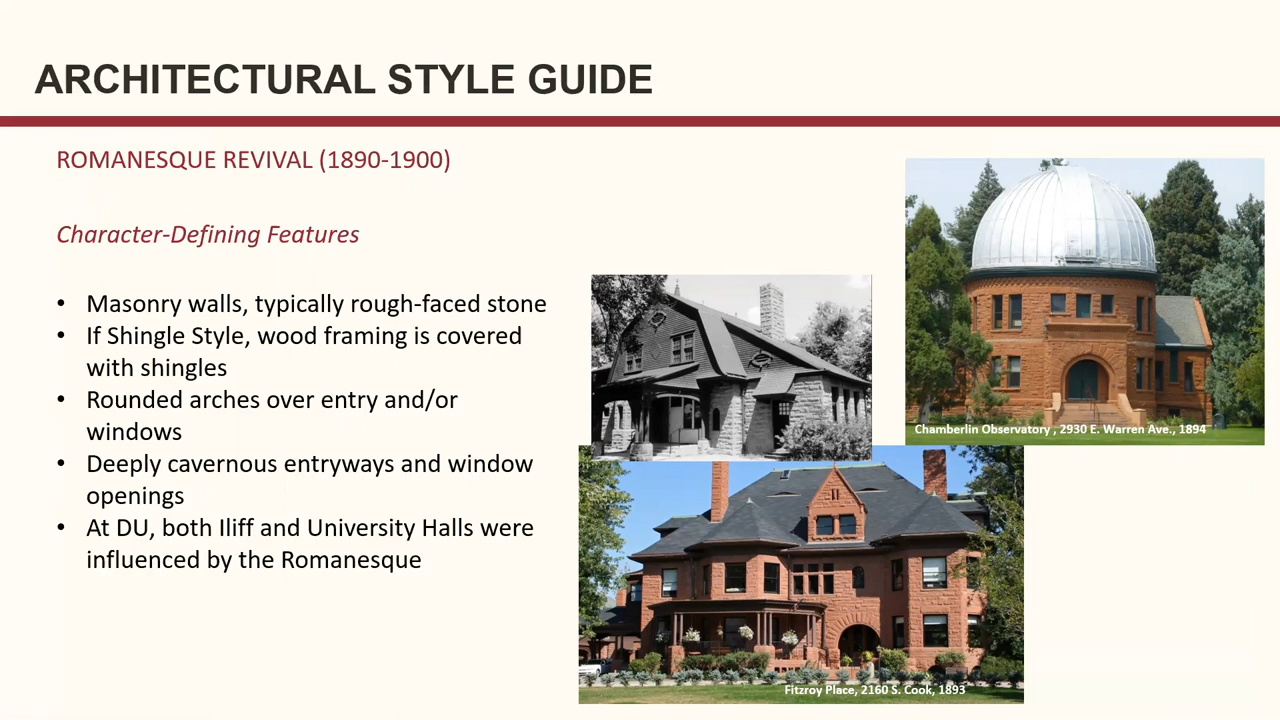 ARCHITECTURAL STYLE GUIDE
ROMANESQUE REVIVAL (1890-1900)
Character-Defining Features
• Masonry walls, typically rough-faced stone
• If Shingle Style, wood framing is covered
with shingles
• Rounded arches over entry and/or
windows
• Deeply cavernous entryways and window
openings
• At DU, both Iliff and University Halls were
influenced by the Romanesque
Chamberlin Observatory , 2930 E. Warren Ave., 1894
Fitzroy Place, 2160 S. Cook, 1893